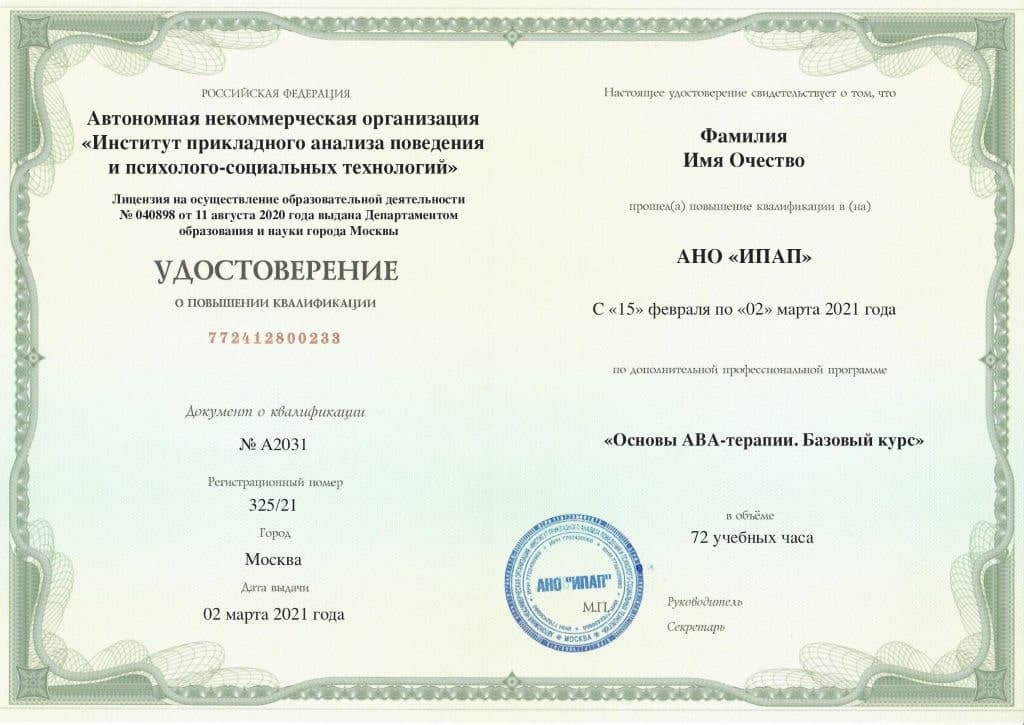 РОССИЙСКАЯ ФЕДЕРАЦИЯ
Автономная некоммерческая организация
«Институт прикладного анализа поведения
и психолого-социальных технологий»
Лицензия на осуществление образовательной деятельности
№ 040898 от 11 августа 2020 года выдана Департаментом
образования и науки города Москвы
УДОСТОВЕРЕНИЕ
О ПОВЫШЕНИИ КВАЛИФИКАЦИИ
772412800233
Документ о квалификации
№ А2031
Регистрационный номер
325/21
Город
Москва
Дата выдачи
02 марта 2021 года
Настоящее удостоверение свидетельствует о том, что
Фамилия
Имя Очество
прошел(а) повышение квалификации в (на)
АНО «ИПАП»
С «15» февраля по «02» марта 2021 года
по дополнительной профессиональной программе
«Основы АВА-терапии. Базовый курс»
в объёме
72 учебных часа
АНО "ИПАП"
М.П.
МОСКВА
Руководитель
Секретарь